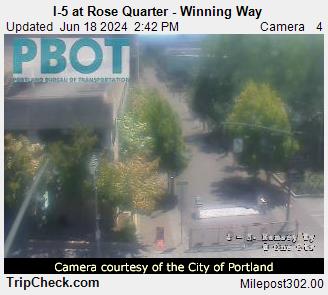 I-5 at Rose Quarter - Winning Way
Updated Jun 18 2024 2:42 PM Camera 4
PBOT
PORTLAND BUREAU OF TRANSPORTATION
Camera courtesy of the City of Portland
TripCheck.com Milepost302.00